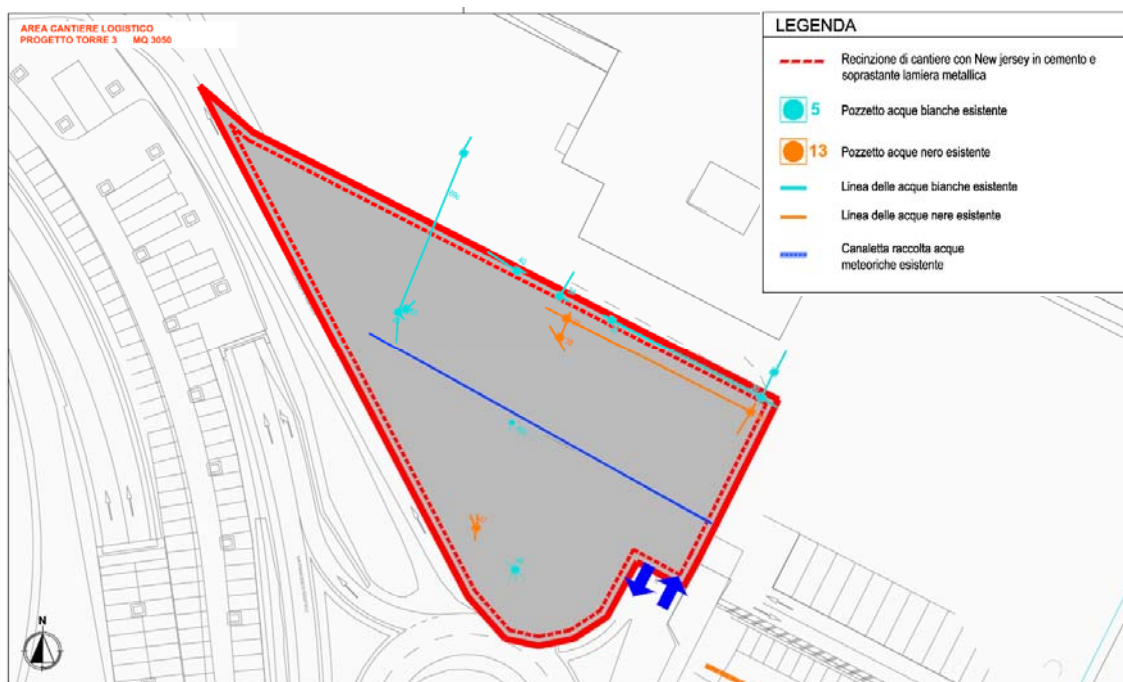 AREA CANTIERE LOGISTICO
PROGETTO TORRE 3 MQ 3050
LEGENDA
Recinzione di cantiere con New jersey in cemento e
soprastante lamiera metallica
5 Pozzetto acque bianche esistente
13 Pozzetto acque nero esistente
Linea delle acque bianche esistente
Linea delle acque nere esistente
Canaletta raccolta acque
meteoriche esistente
N